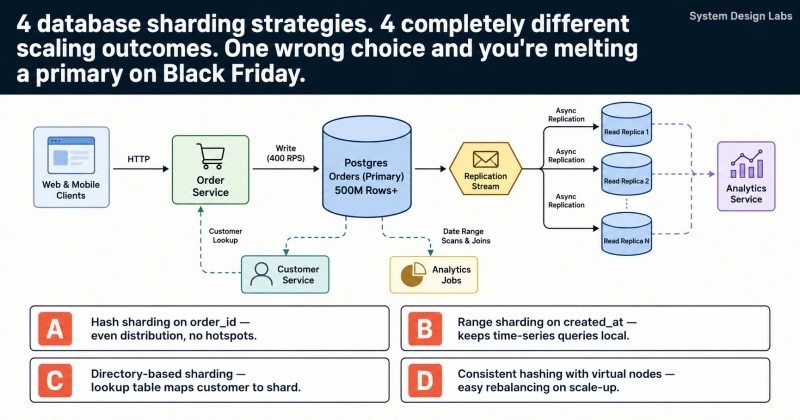 4 database sharding strategies. 4 completely different
scaling outcomes. One wrong choice and you're melting
a primary on Black Friday.
System Design Labs
Web & Mobile
Clients
HTTP
Order
Service
Write
(400 RPS)
Postgres
Orders (Primary)
500M Rows+
Replication
Stream
Async
Replication
Async
Replication
Async
Replication
Read Replica 1
Read Replica 2
Read Replica N
Analytics
Service
Customer
Lookup
Customer
Service
Date Range
Scans & Joins
Analytics
Jobs
A
Hash sharding on order_id —
even distribution, no hotspots.
B
Range sharding on created_at —
keeps time-series queries local.
C
Directory-based sharding —
lookup table maps customer to shard.
D
Consistent hashing with virtual nodes —
easy rebalancing on scale-up.